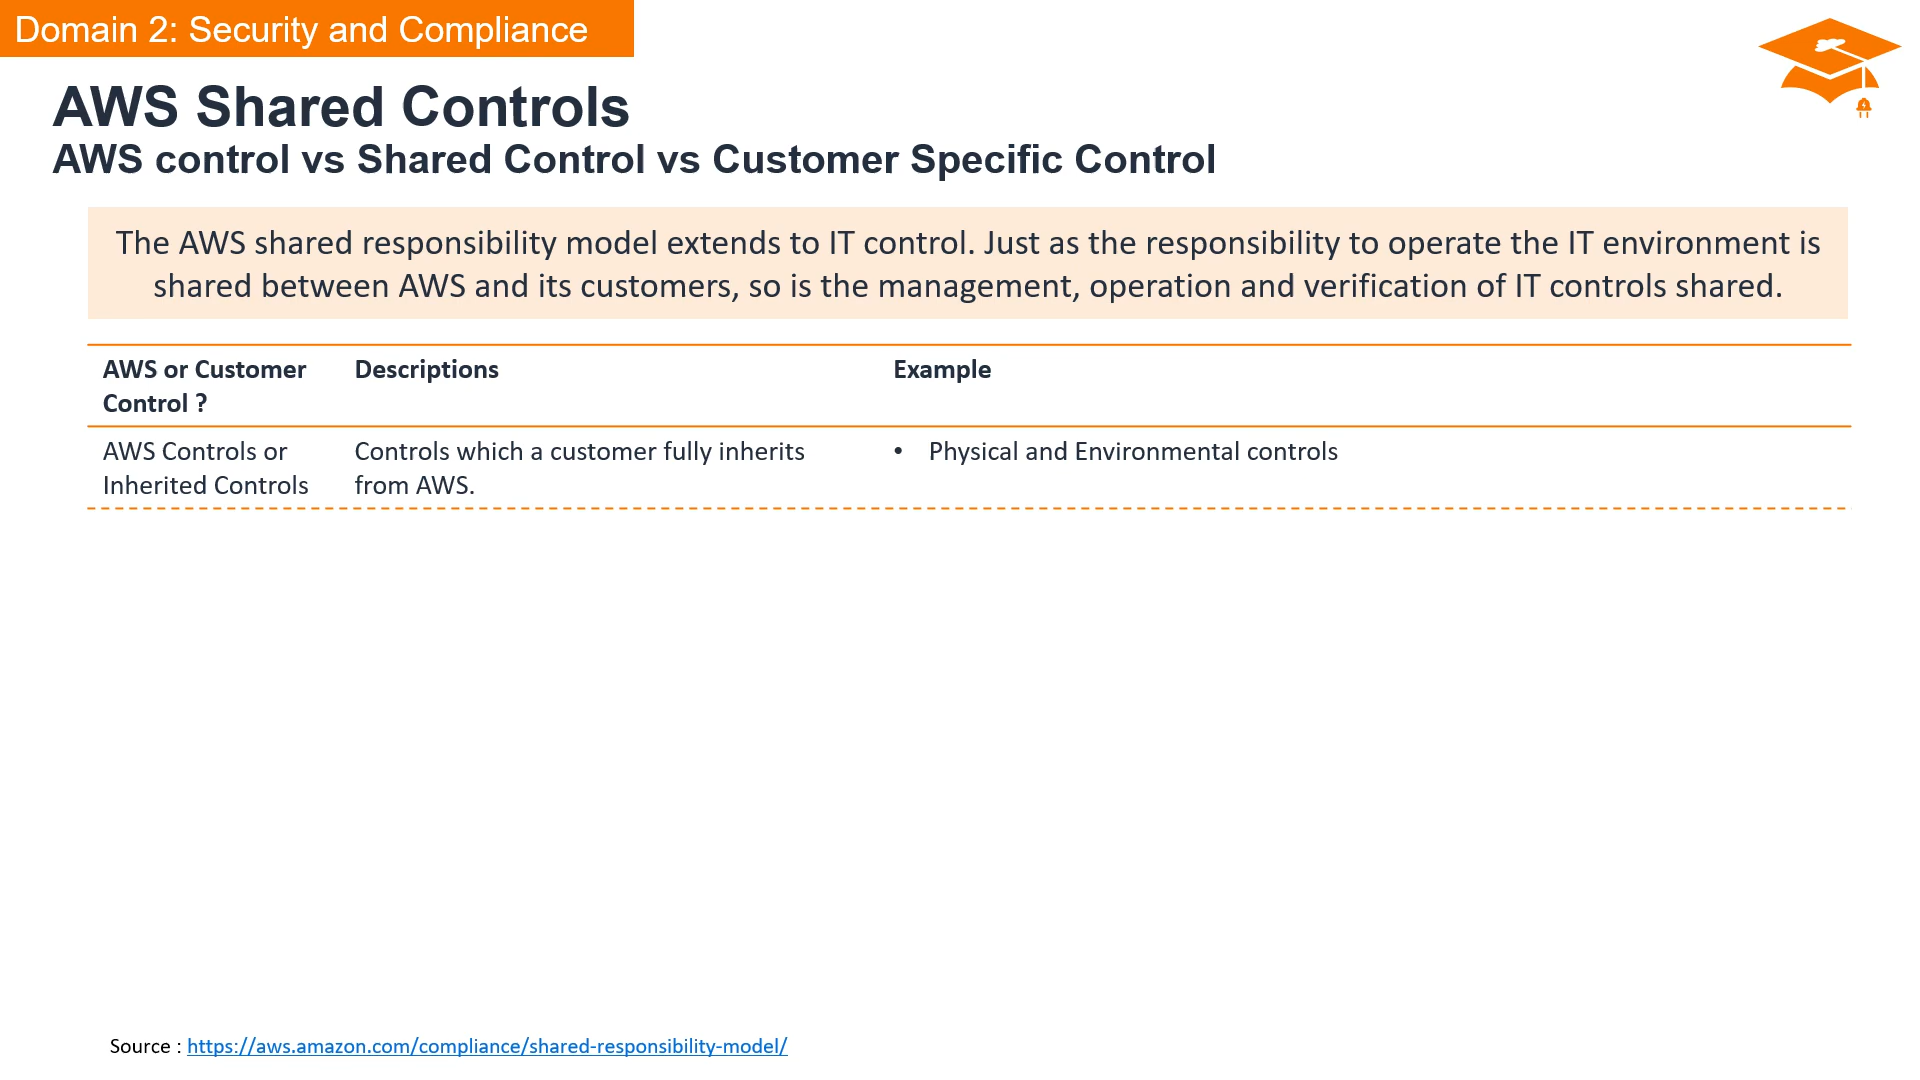 Domain 2: Security and Compliance
AWS Shared Controls
AWS control vs Shared Control vs Customer Specific Control
The AWS shared responsibility model extends to IT control. Just as the responsibility to operate the IT environment is
shared between AWS and its customers, so is the management, operation and verification of IT controls shared.
AWS or Customer
Control ?
Descriptions
Example
AWS Controls or
Inherited Controls
Controls which a customer fully inherits
from AWS.
• Physical and Environmental controls
Source : https://aws.amazon.com/compliance/shared-responsibility-model/